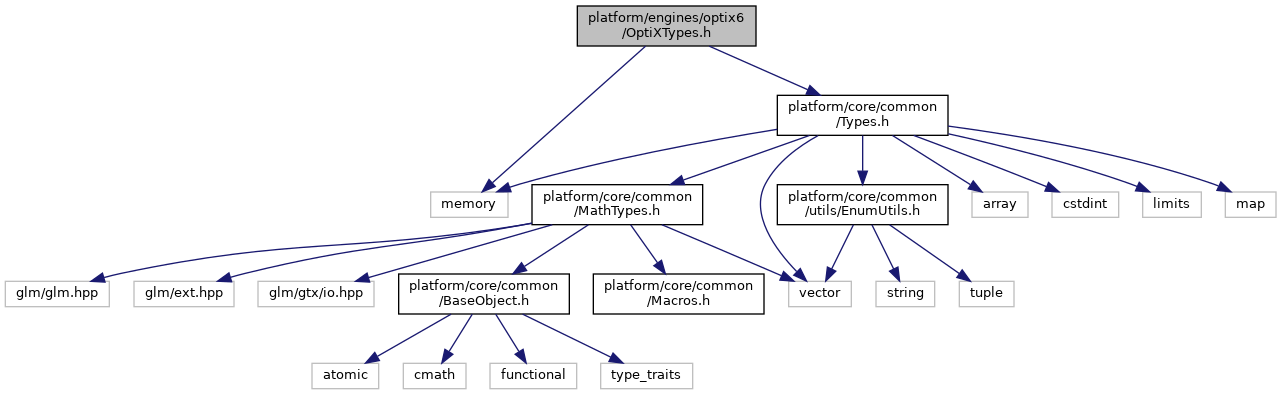 platform/engines/optix6
/OptiXTypes.h
platform/core/common
/Types.h
memory
platform/core/common
/MathTypes.h
platform/core/common
/utils/EnumUtils.h
array
cstdint
limits
map
glm/glm.hpp
glm/ext.hpp
glm/gtx/io.hpp
platform/core/common
/BaseObject.h
platform/core/common
/Macros.h
vector
string
tuple
atomic
cmath
functional
type_traits